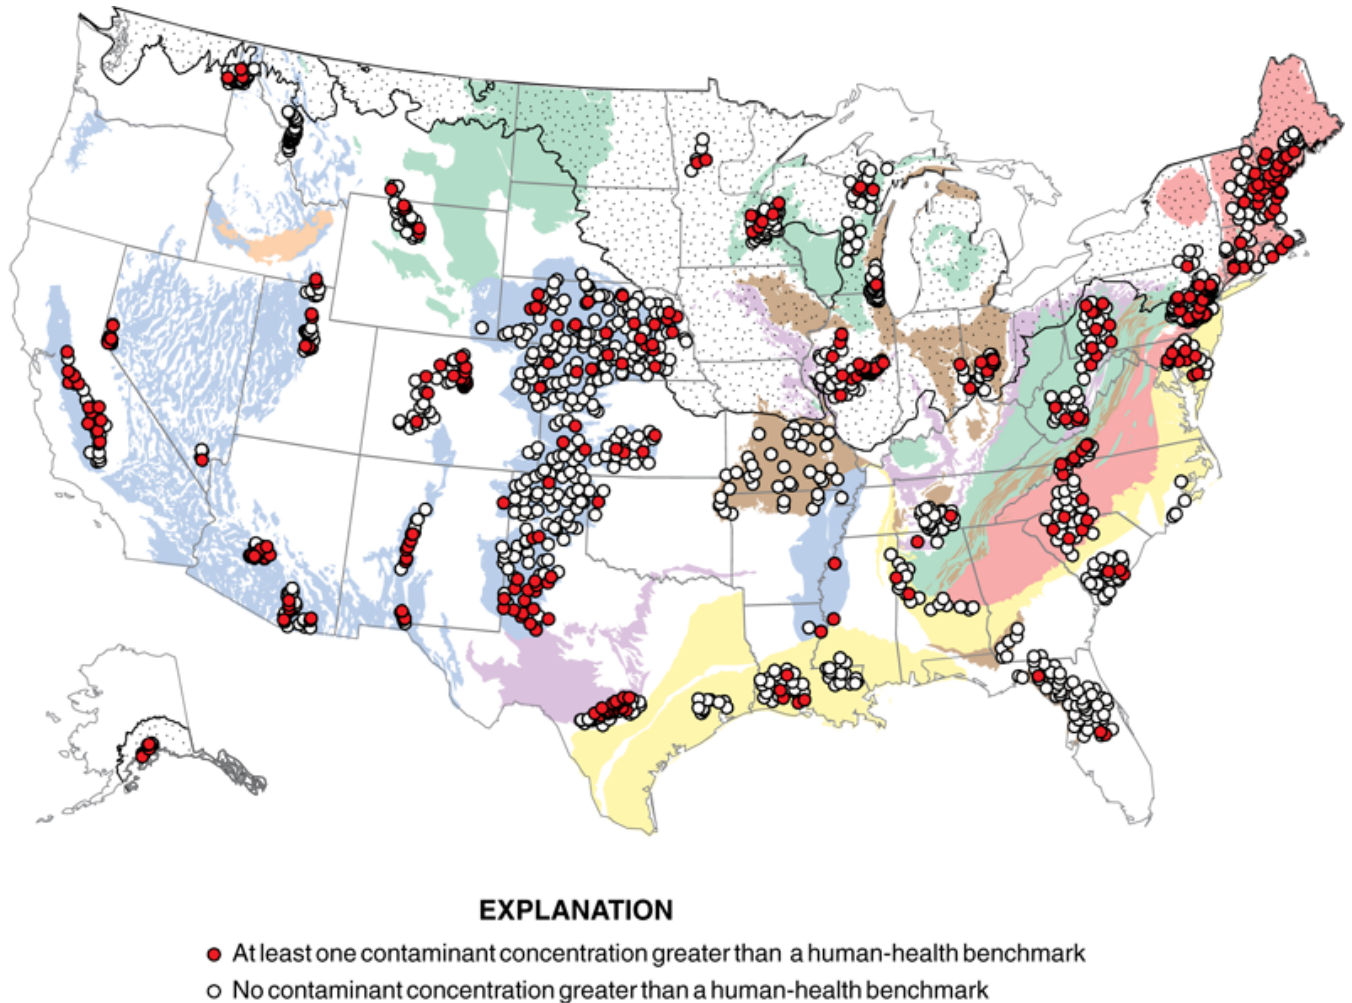 EXPLANATION
At least one contaminant concentration greater than a human-health benchmark
No contaminant concentration greater than a human-health benchmark